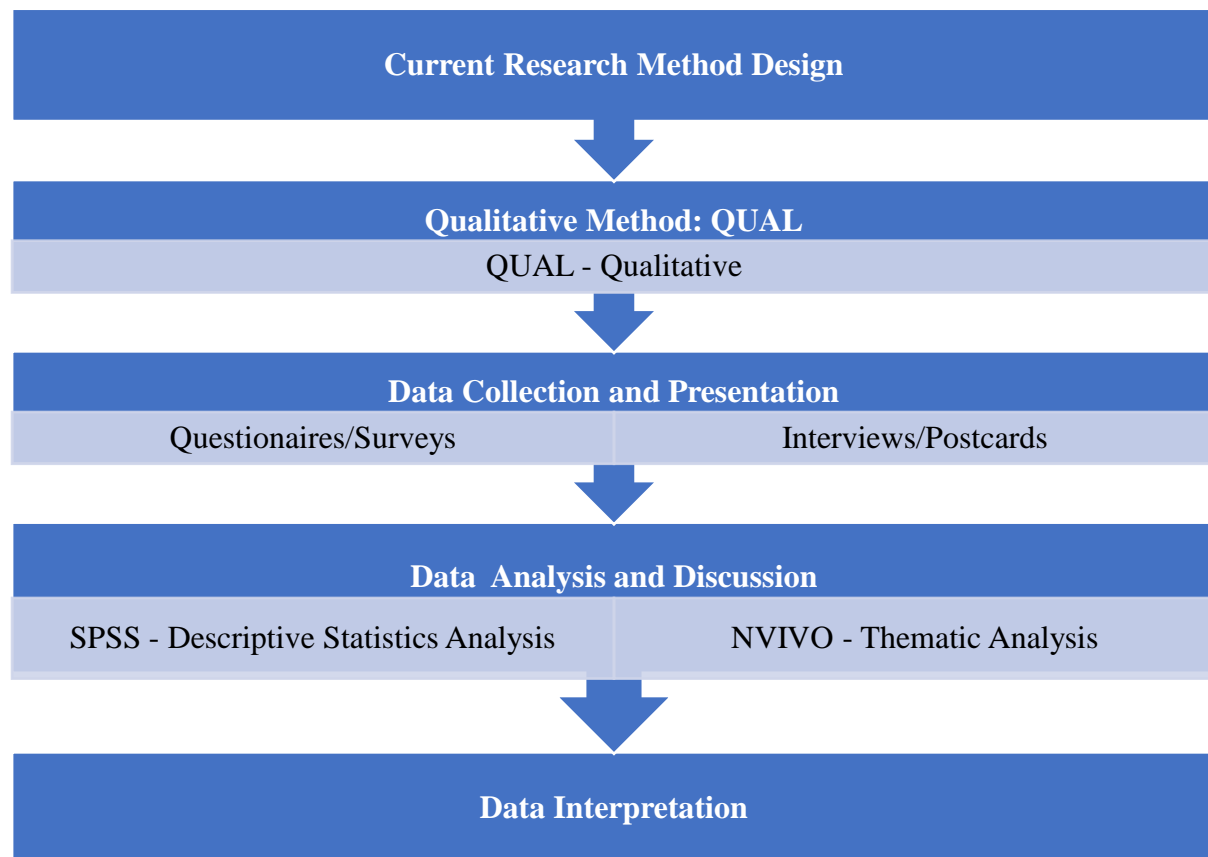 Current Research Method Design
Qualitative Method: QUAL
QUAL - Qualitative
Data Collection and Presentation
Questionaires/Surveys
Interviews/Postcards
Data  Analysis and Discussion
SPSS - Descriptive Statistics Analysis
NVIVO - Thematic Analysis
Data Interpretation